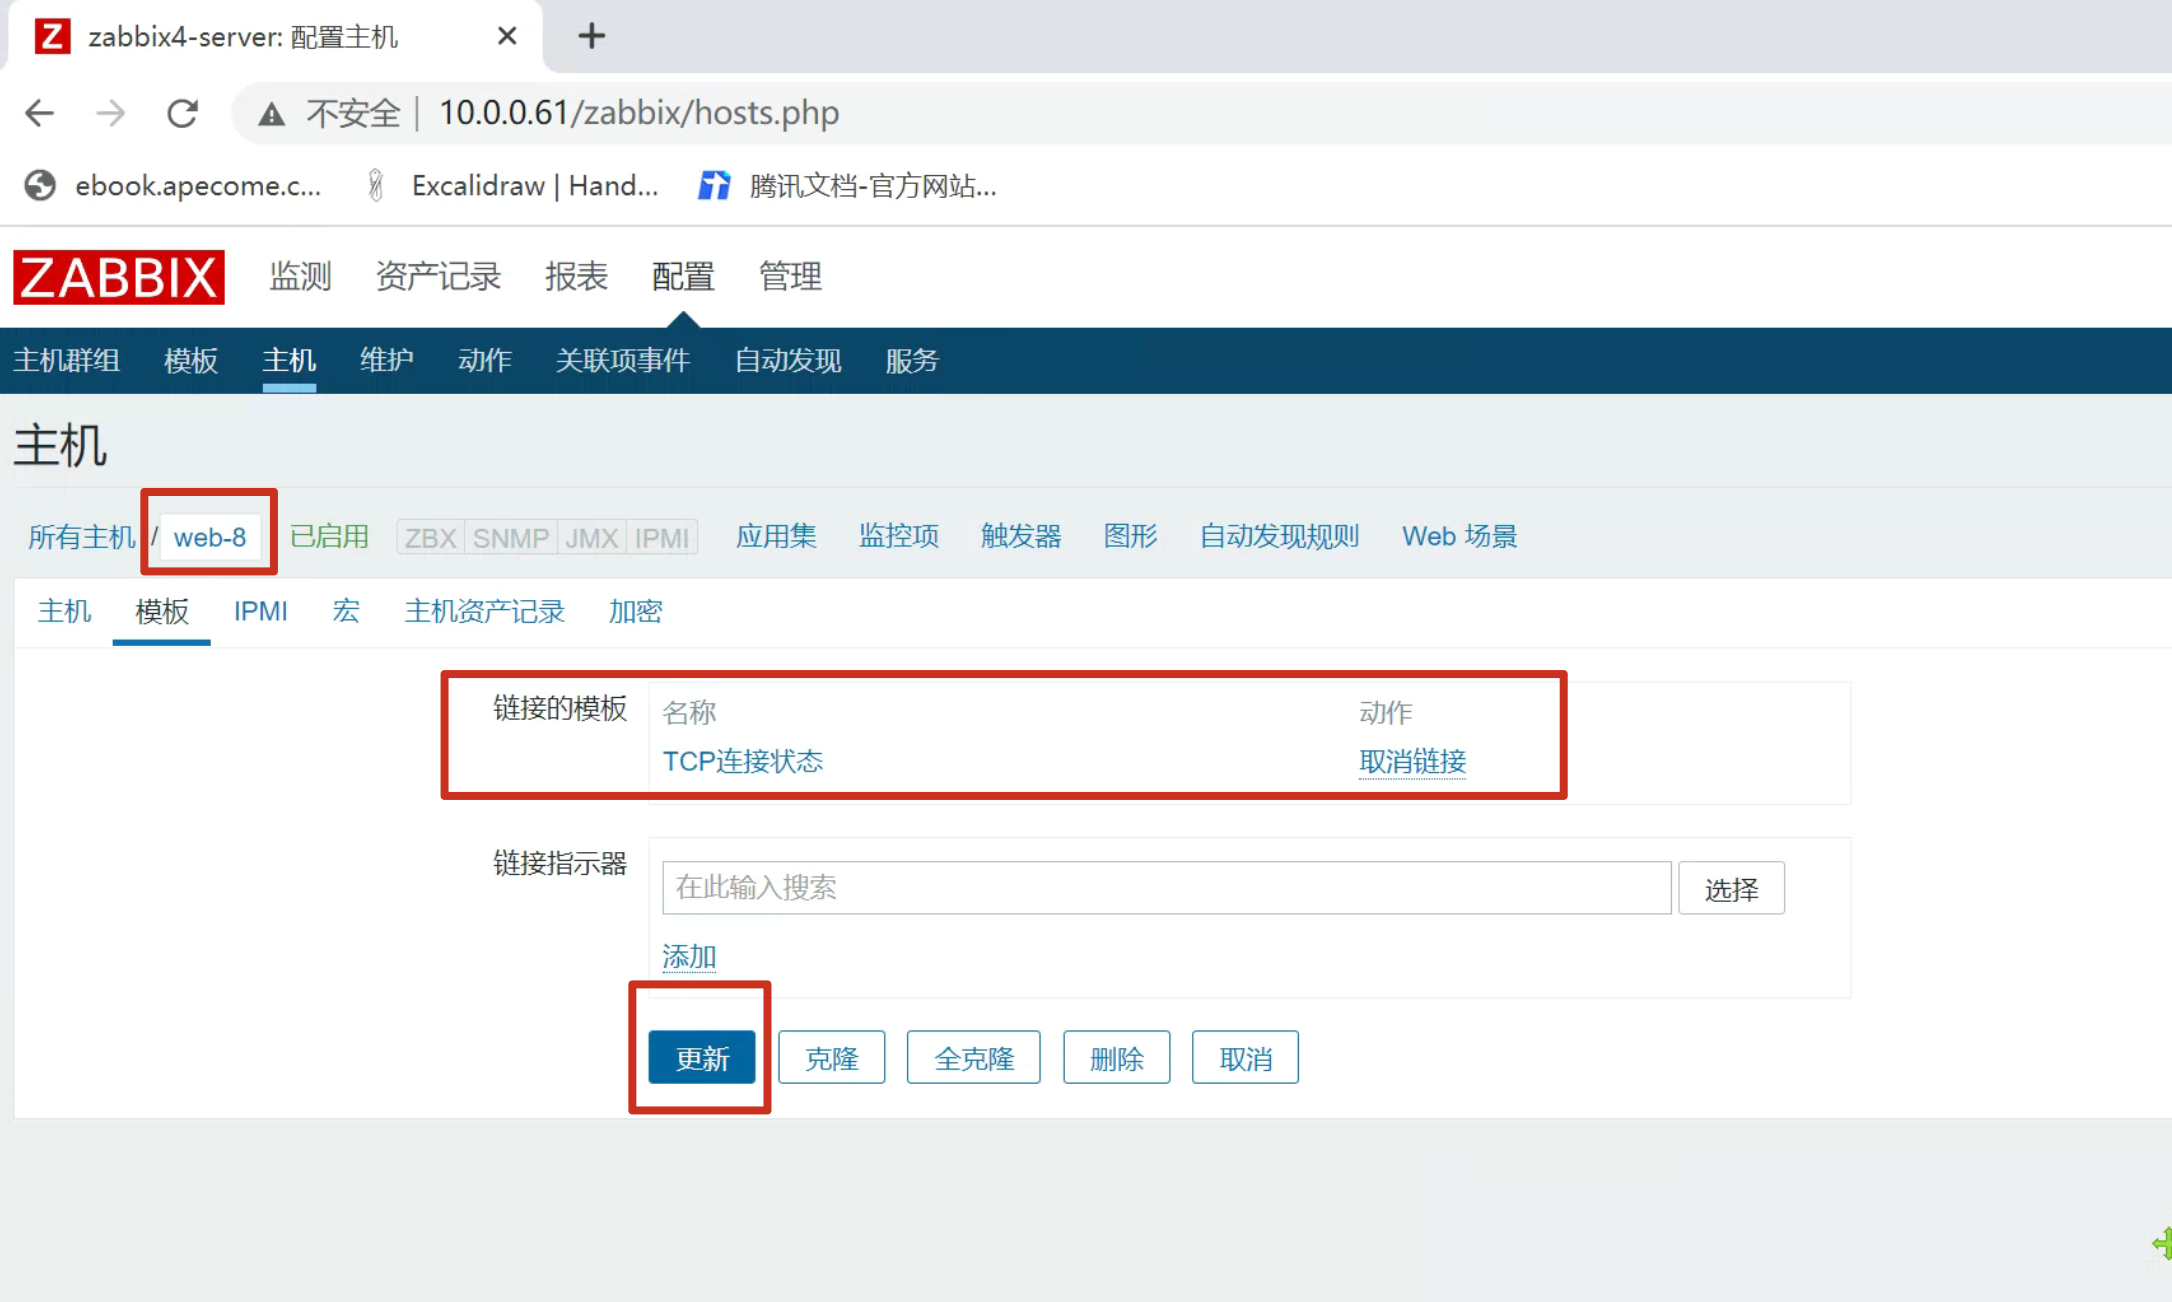 Z zabbix4-server: 配置主机
不安全 | 10.0.0.61/zabbix/hosts.php
ebook.apecome.c... Excalidraw | Hand... 腾讯文档-官方网站...
ZABBIX 监测 资产记录 报表 配置 管理
主机群组 模板 主机 维护 动作 关联项事件 自动发现 服务
主机
所有主机 / web-8 已启用 ZBX SNMP JMX IPMI 应用集 监控项 触发器 图形 自动发现规则 Web 场景
主机 模板 IPMI 宏 主机资产记录 加密
链接的模板 名称 动作
TCP连接状态 取消链接
链接指示器
在此输入搜索 选择
添加
更新 克隆 全克隆 删除 取消